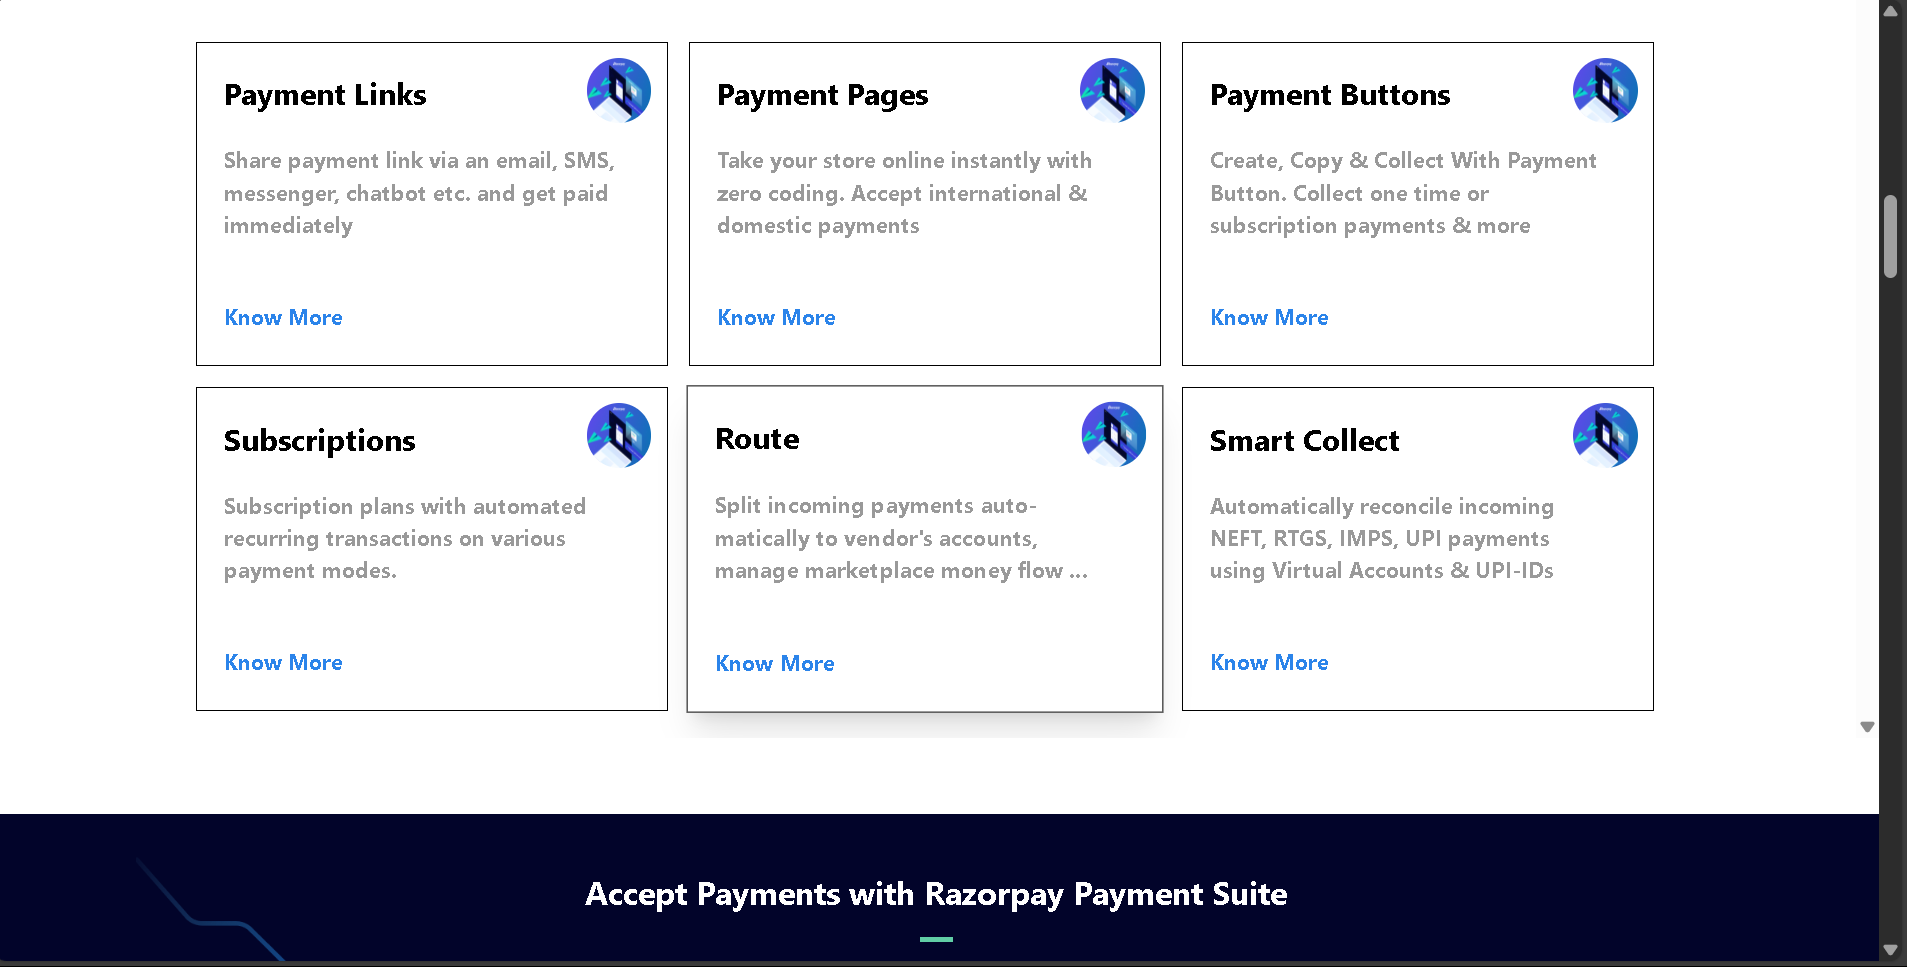 Payment Links
Share payment link via an email, SMS,
messenger, chatbot etc. and get paid
immediately
Know More
Payment Pages
Take your store online instantly with
zero coding. Accept international &
domestic payments
Know More
Payment Buttons
Create, Copy & Collect With Payment
Button. Collect one time or
subscription payments & more
Know More
Subscriptions
Subscription plans with automated
recurring transactions on various
payment modes.
Know More
Route
Split incoming payments auto-
matically to vendor's accounts,
manage marketplace money flow ...
Know More
Smart Collect
Automatically reconcile incoming
NEFT, RTGS, IMPS, UPI payments
using Virtual Accounts & UPI-IDs
Know More
Accept Payments with Razorpay Payment Suite